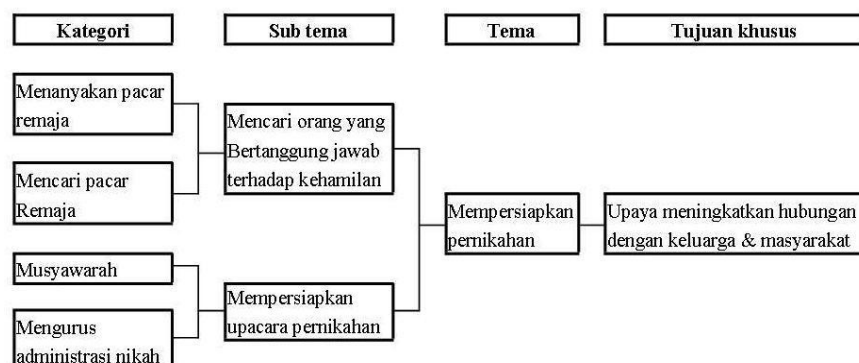 Kategori
Sub tema
Tema
Tujuan khusus
Menanyakan pacar
remaja
Mencari pacar
Remaja
Musyawarah
Mengurus
administrasi nikah
Mencari orang yang
Bertanggung jawab
terhadap kehamilan
Mempersiapkan
upacara pernikahan
Mempersiapkan
pernikahan
Upaya meningkatkan hubungan
dengan keluarga & masyarakat